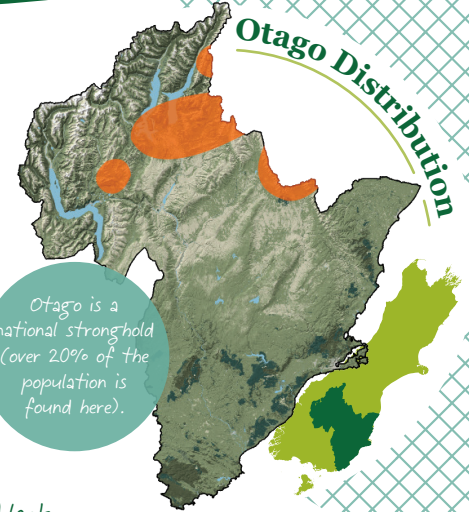 Otago Distribution
Otago is a
national stronghold
(over 20% of the
population is
found here).